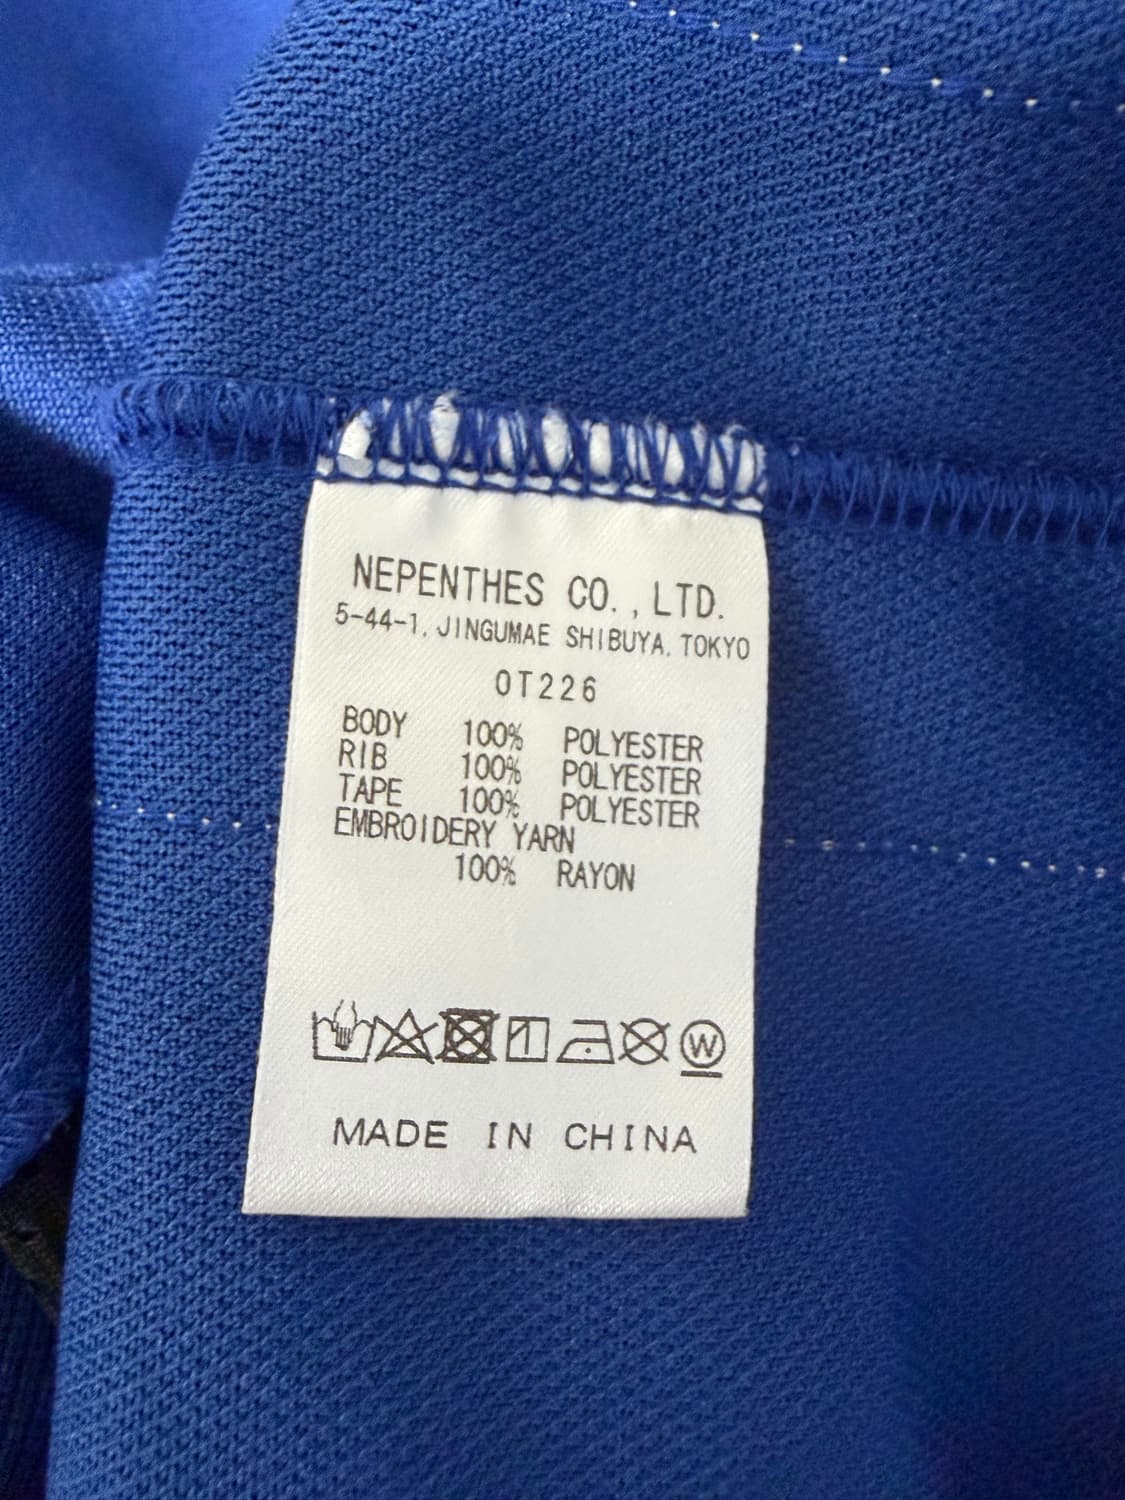 NEPENTHES CO., LTD.
5-44-1, JINGUMAE SHIBUYA, TOKYO
OT226
BODY 100% POLYESTER
RIB 100% POLYESTER
TAPE 100% POLYESTER
EMBROIDERY YARN
100% RAYON
W
MADE IN CHINA